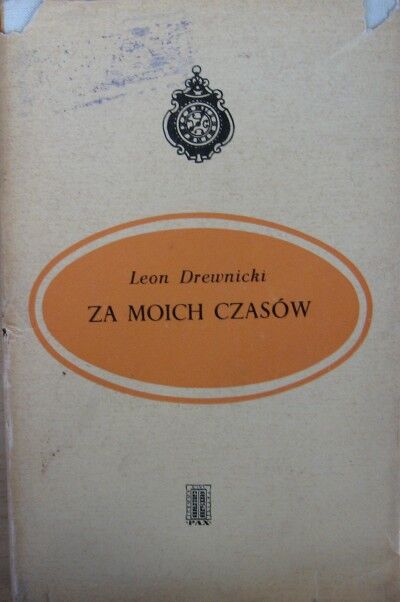 Leon Drewnicki
ZA MOICH CZASÓW
PAX